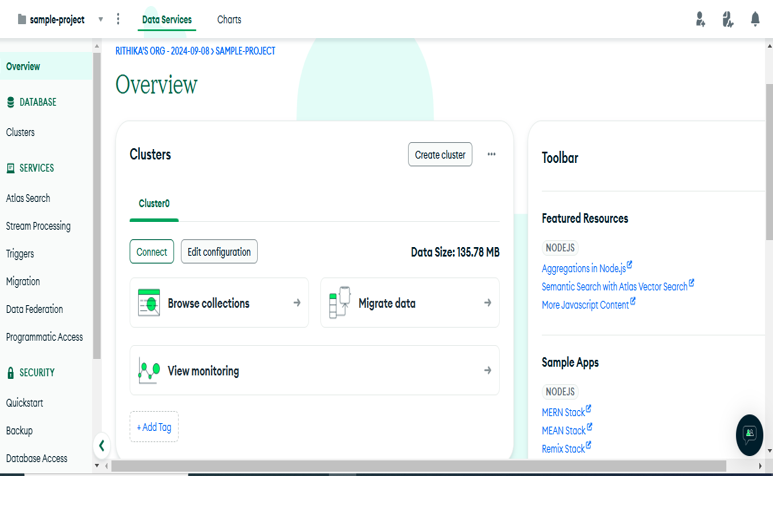 sample-project
Data Services
Charts
Overview
DATABASE
Clusters
SERVICES
Atlas Search
Stream Processing
Triggers
Migration
Data Federation
Programmatic Access
SECURITY
Quickstart
Backup
Database Access
RITHIKA'S ORG - 2024-09-08 > SAMPLE-PROJECT
Overview
Clusters
Create cluster
Cluster0
Connect
Edit configuration
Data Size: 135.78 MB
Browse collections
Migrate data
View monitoring
+ Add Tag
Toolbar
Featured Resources
NODEJS
Aggregations in Node.js
Semantic Search with Atlas Vector Search
More Javascript Content
Sample Apps
NODEJS
MERN Stack
MEAN Stack
Remix Stack